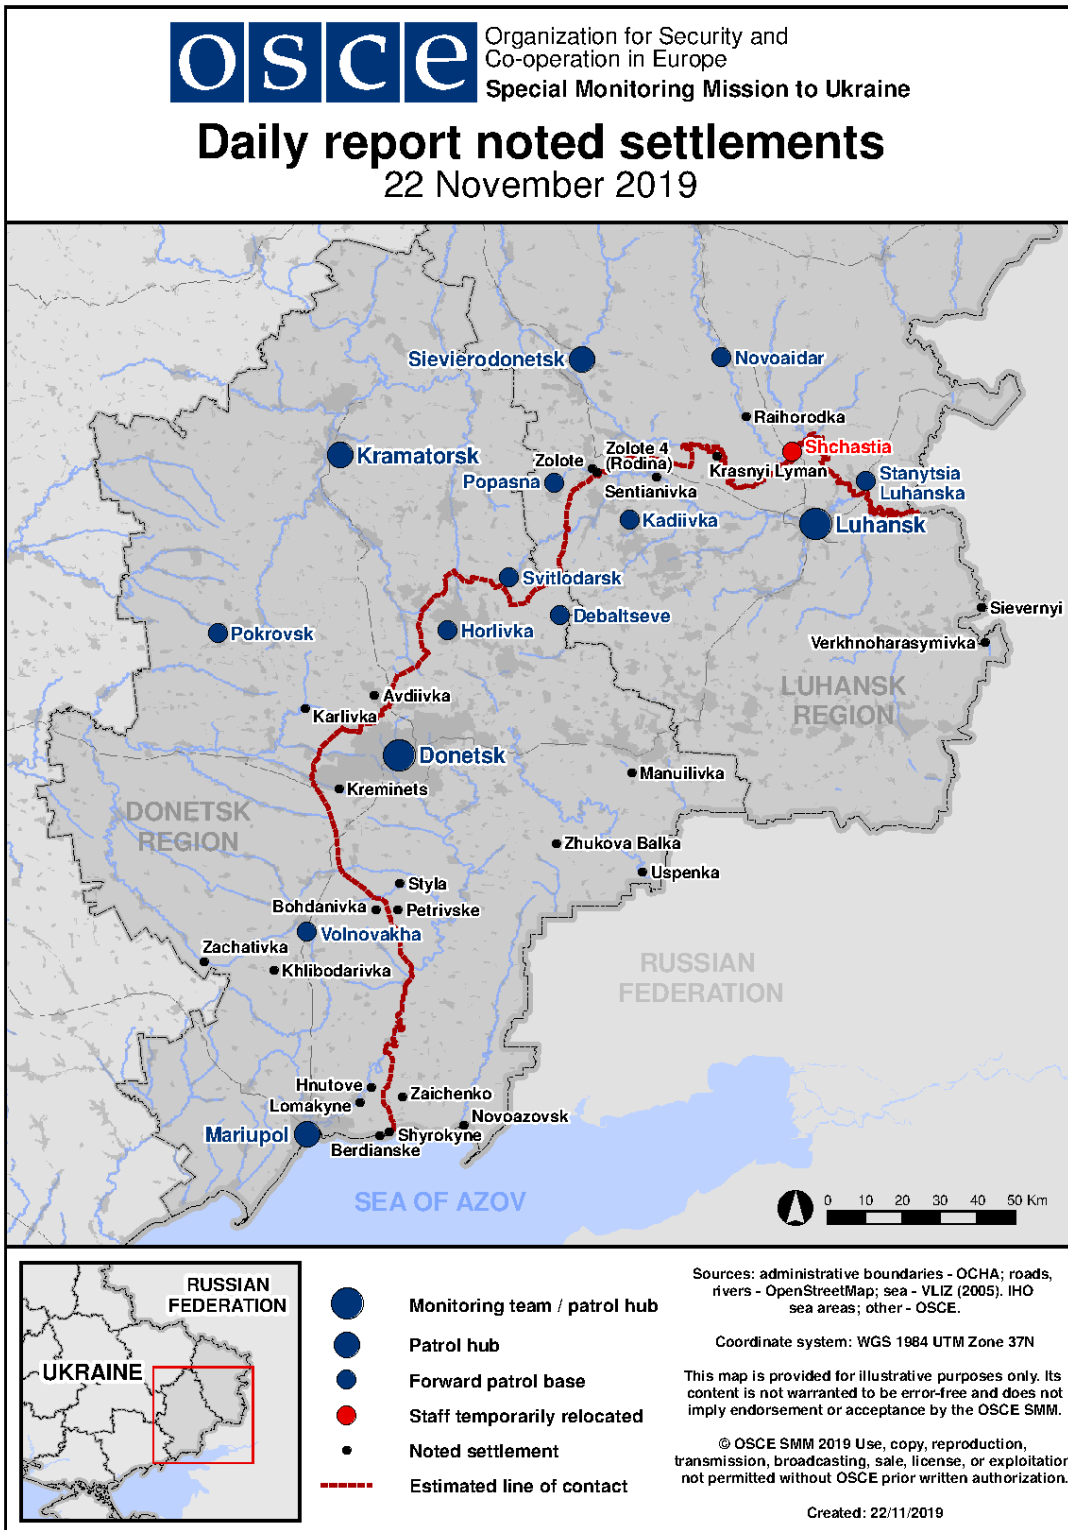 osce
Organization for Security and
Co-operation in Europe
Special Monitoring Mission to Ukraine
Daily report noted settlements
22 November 2019
Sievierodonetsk
Novoaidar
Raihorodka
Shchastia
Kramatorsk
Zolote
Zolote 4
(Rodina)
Krasnyi Lyman
Popasna
Sentianivka
Stanytsia
Luhanska
Kadiivka
Luhansk
Svitlodarsk
Debaltseve
Sievernyi
Pokrovsk
Horlivka
Verkhnoharasymivka
LUHANSK
REGION
Avdiivka
Karlivka
Donetsk
Manuilivka
Kreminets
DONETSK
REGION
Zhukova Balka
Uspenka
Styla
Bohdanivka
Petrivske
Volnovakha
Zachativka
Khlibodarivka
RUSSIAN
FEDERATION
Hnutove
Lomakyne
Zaichenko
Novoazovsk
Mariupol
Shyrokyne
Berdianske
SEA OF AZOV
0 10 20 30 40 50 Km
RUSSIAN
FEDERATION
UKRAINE
Monitoring team / patrol hub
Patrol hub
Forward patrol base
Staff temporarily relocated
Noted settlement
Estimated line of contact
Sources: administrative boundaries - OCHA; roads,
rivers - OpenStreetMap; sea - VLIZ (2005). IHO
sea areas; other - OSCE.
Coordinate system: WGS 1984 UTM Zone 37N
This map is provided for illustrative purposes only. Its
content is not warranted to be error-free and does not
imply endorsement or acceptance by the OSCE SMM.
© OSCE SMM 2019 Use, copy, reproduction,
transmission, broadcasting, sale, license, or exploitation
not permitted without OSCE prior written authorization.
Created: 22/11/2019